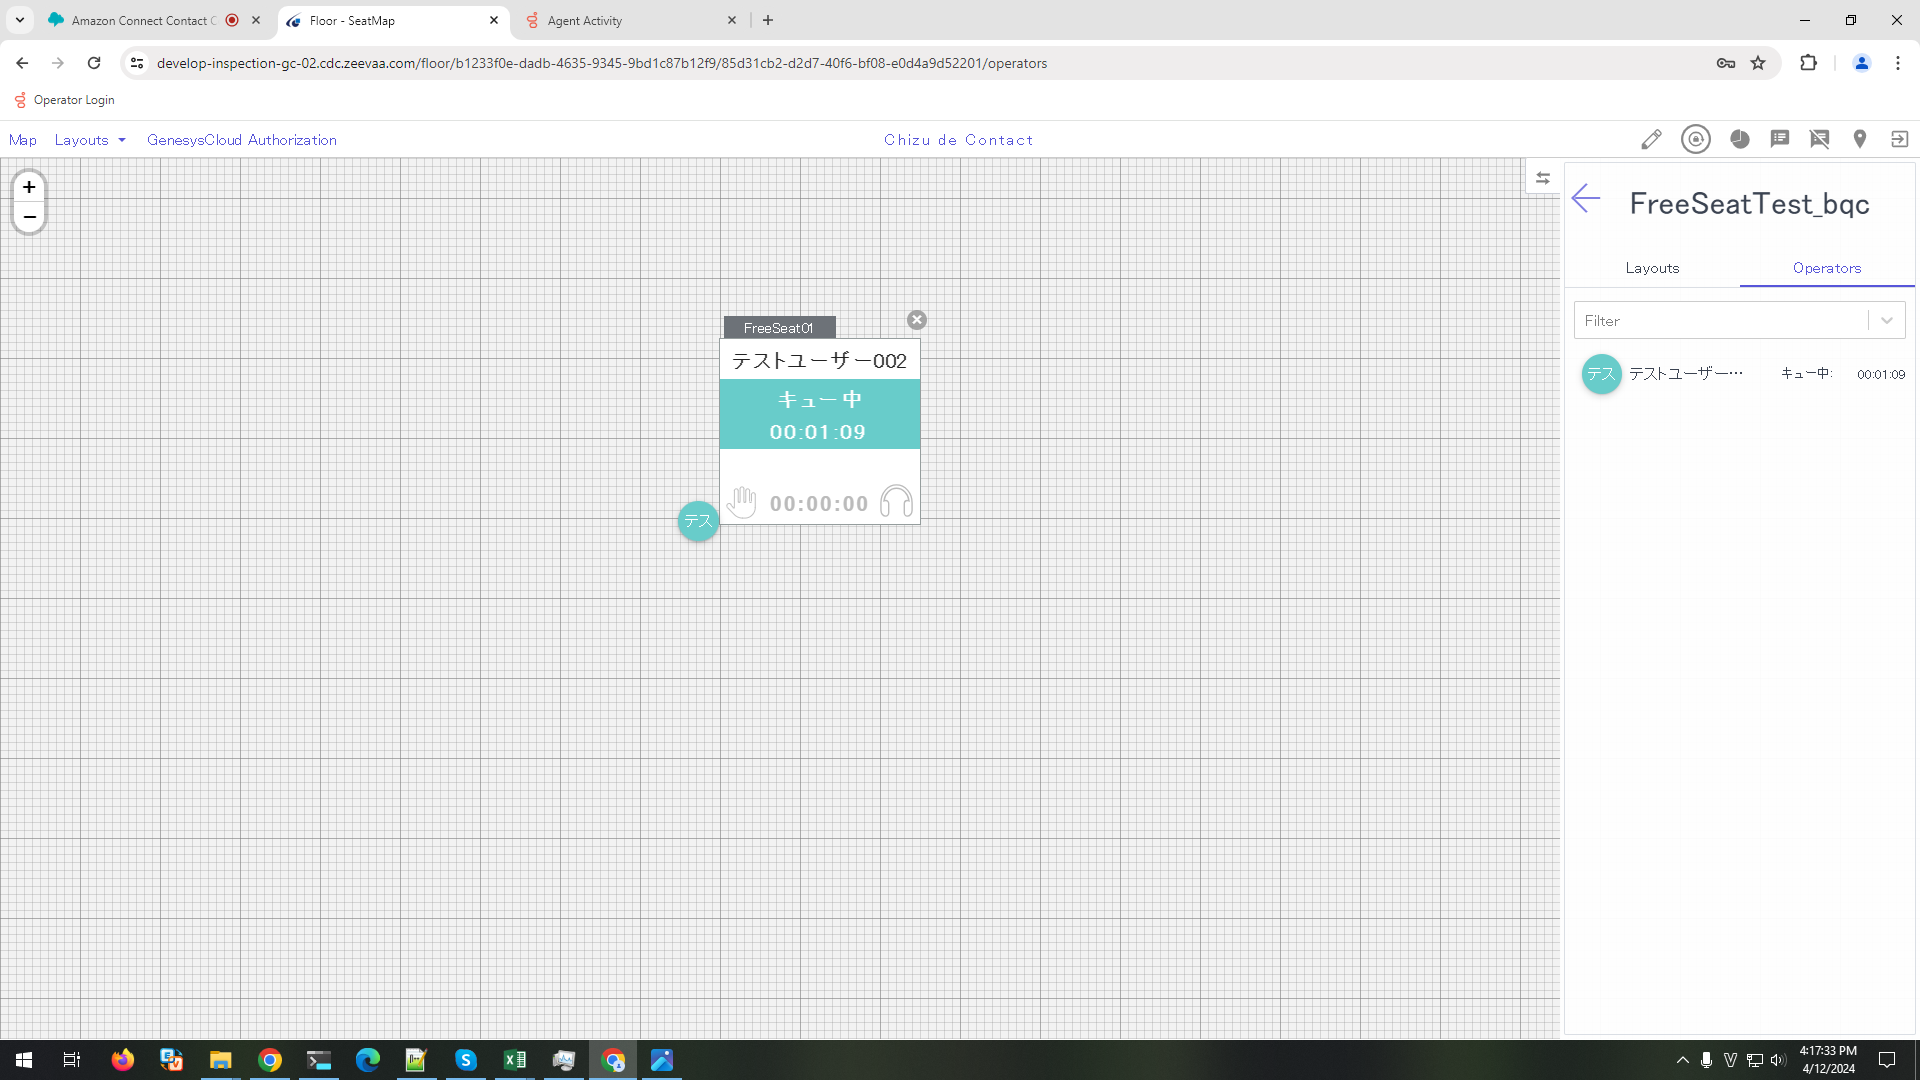 Amazon Connect Contact C
Floor - SeatMap
Agent Activity
develop-inspection-gc-02.cdc.zeevaa.com/floor/b1233f0e-dadb-4635-9345-9bd1c87b12f9/85d31cb2-d2d7-40f6-bf08-e0d4a9d52201/operators
Operator Login
Map Layouts GenesysCloud Authorization
Chizu de Contact
+
−
FreeSeat01
テストユーザー002
キュー中
00:01:09
00:00:00
テス
FreeSeatTest_bqc
Layouts Operators
Filter
テス テストユーザー… キュー中: 00:01:09
4:17:33 PM
4/12/2024